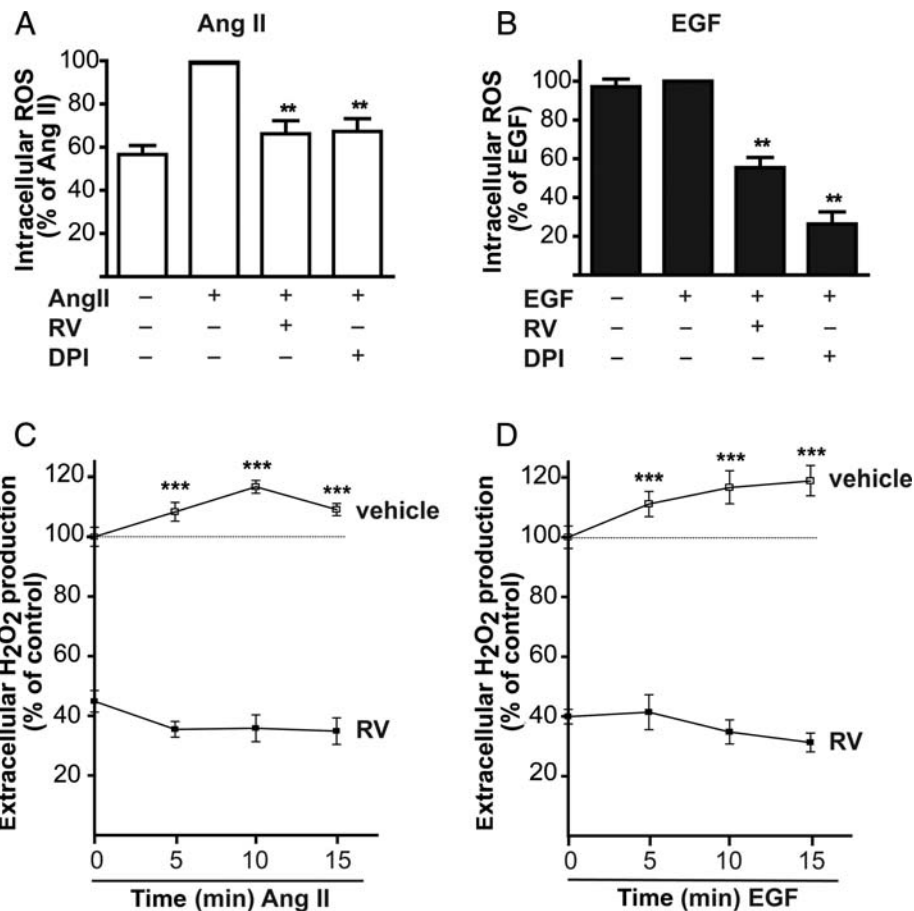 A
Ang II
Intracellular ROS
(% of Ang II)
100
80
60
40
20
** **
AngII – + + +
RV – – + –
DPI – – – +
B
EGF
Intracellular ROS
(% of EGF)
100
80
60
40
20
** **
EGF – + + +
RV – – + –
DPI – – – +
C
Extracellular H2O2 production
(% of control)
120
100
80
60
40
20
*** *** ***
vehicle
RV
0 5 10 15
Time (min) Ang II
D
Extracellular H2O2 production
(% of control)
120
100
80
60
40
20
*** *** ***
vehicle
RV
0 5 10 15
Time (min) EGF